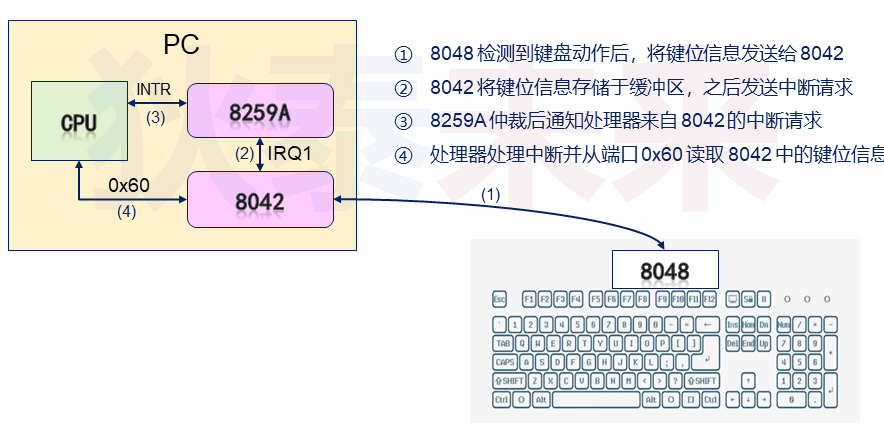 PC
CPU
INTR
(3)
8259A
(2)
IRQ1
0x60
(4)
8042
(1)
① 8048 检测到键盘动作后，将键位信息发送给 8042
② 8042 将键位信息存储于缓冲区，之后发送中断请求
③ 8259A 仲裁后通知处理器来自 8042 的中断请求
④ 处理器处理中断并从端口 0x60 读取 8042 中的键位信息
狄泰未来
8048
Esc F1 F2 F3 F4 F5 F6 F7 F8 F9 F10 F11 F12
1 2 3 4 5 6 7 8 9 0 - = ← Ins Hom Dn Num / * -
TAB Q W E R T Y U I O P [ ] Del End Up 7 8 9 +
CAPS A S D F G H J K L ; , 4 5 6
⇧SHIFT Z X C V B N M < > ? ⇧SHIFT ↑ 1 2 3
Ctrl Alt Alt Ctrl ← ↓ → 0 .